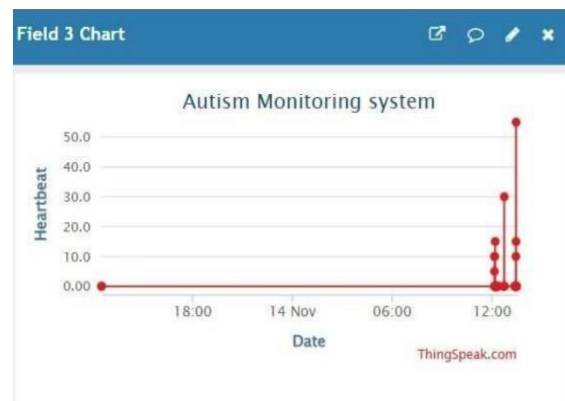 Field 3 Chart
Autism Monitoring system
50.0
40.0
30.0
20.0
10.0
0.00
Heartbeat
18:00 14 Nov 06:00 12:00
Date
ThingSpeak.com